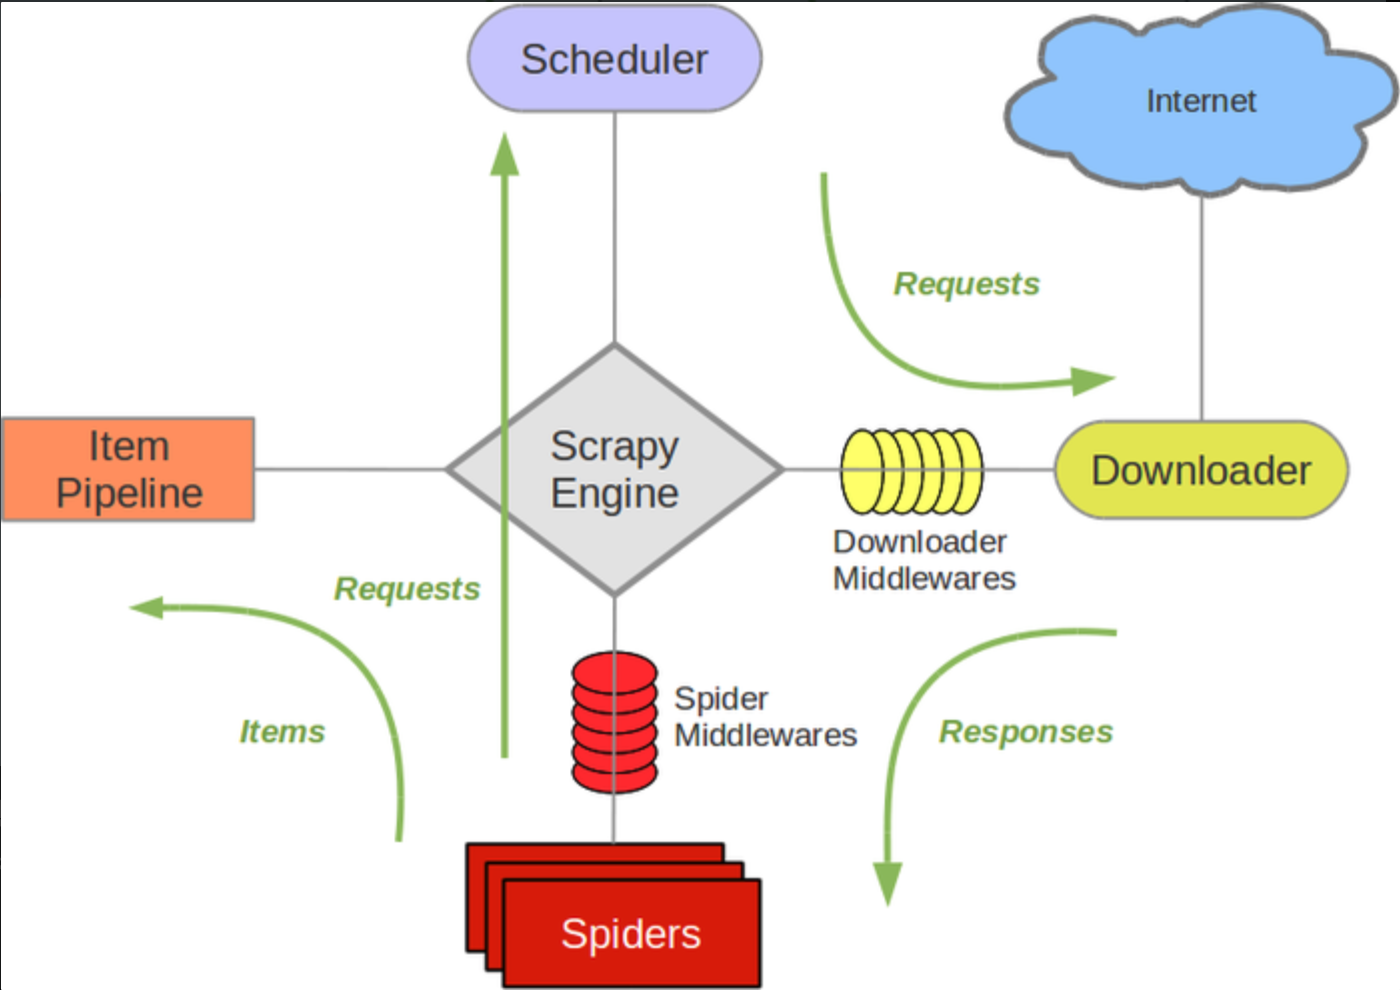 Scheduler
Internet
Requests
Item
Pipeline
Scrapy
Engine
Downloader
Downloader
Middlewares
Requests
Items
Spider
Middlewares
Responses
Spiders